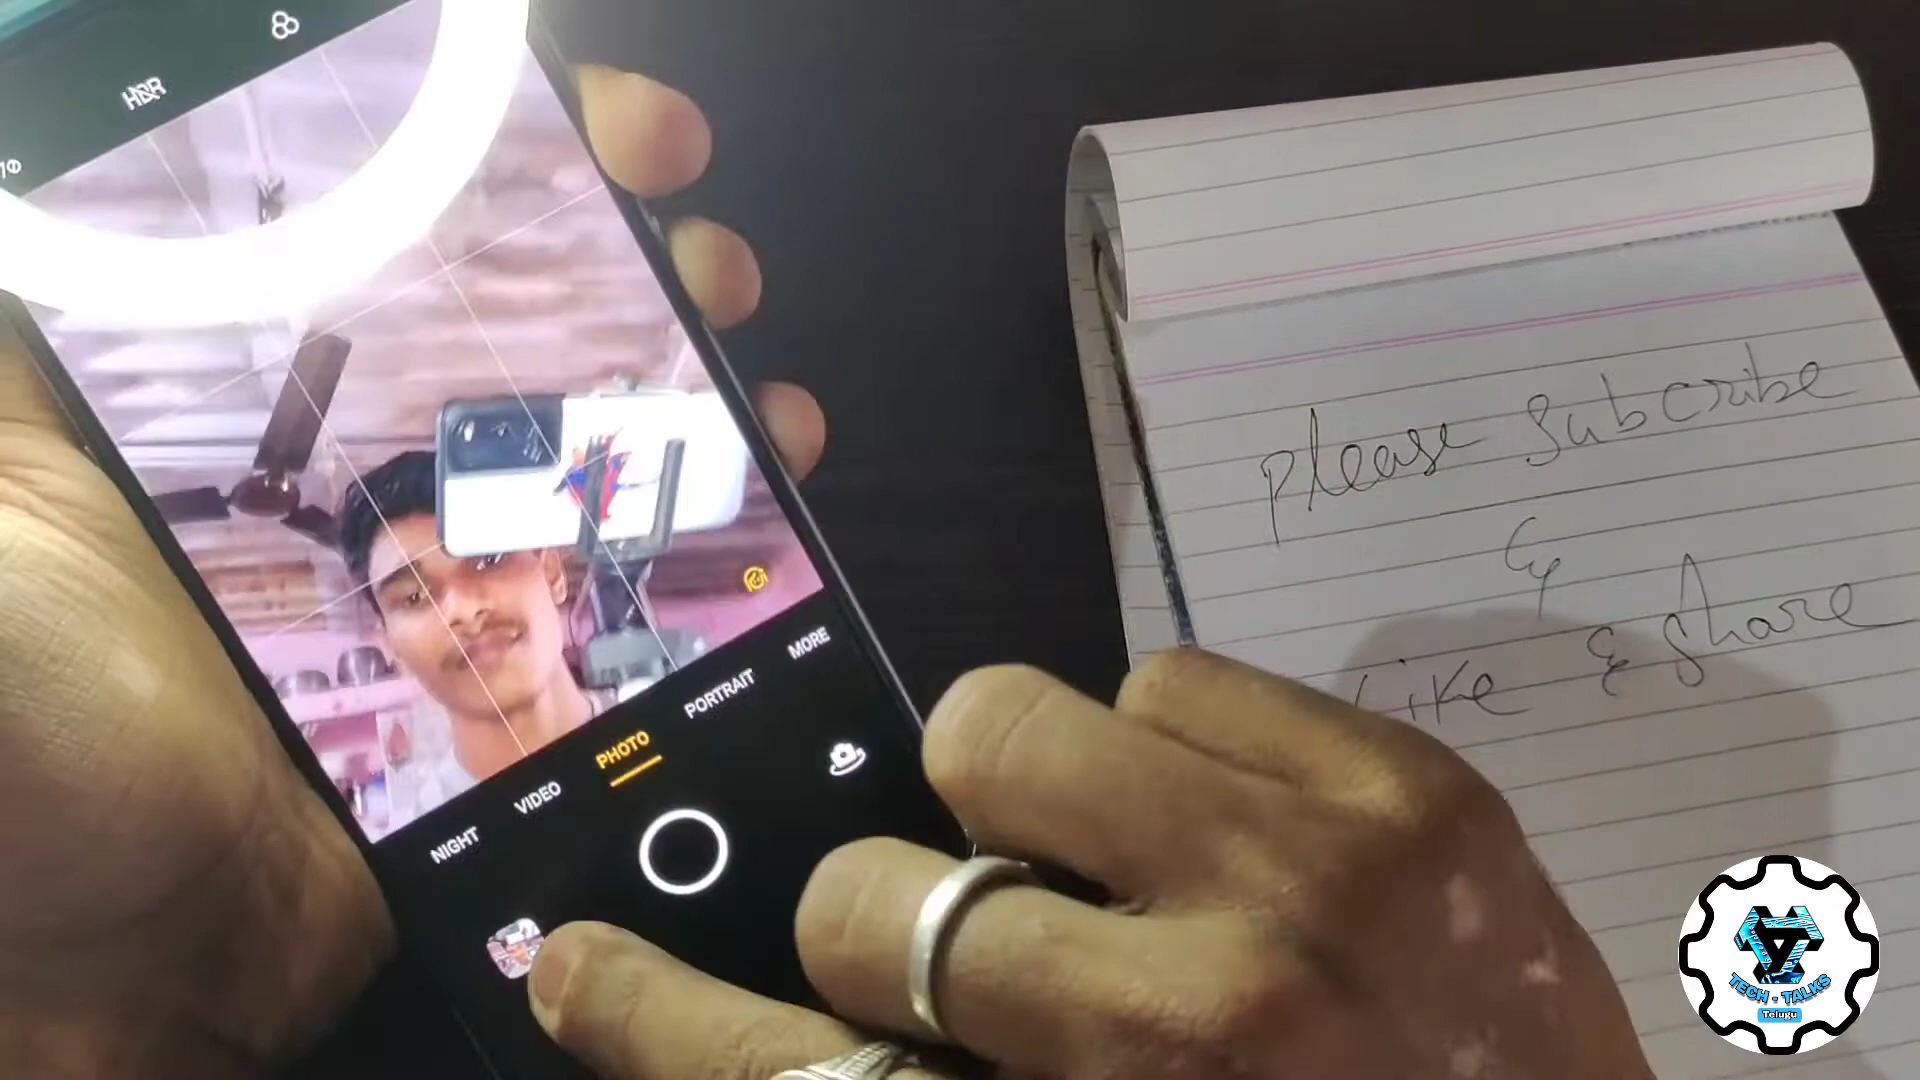 HDR
NIGHT
VIDEO
PHOTO
PORTRAIT
MORE
please Subcribe
&
Like & Share
TECH - TALKS
Telugu